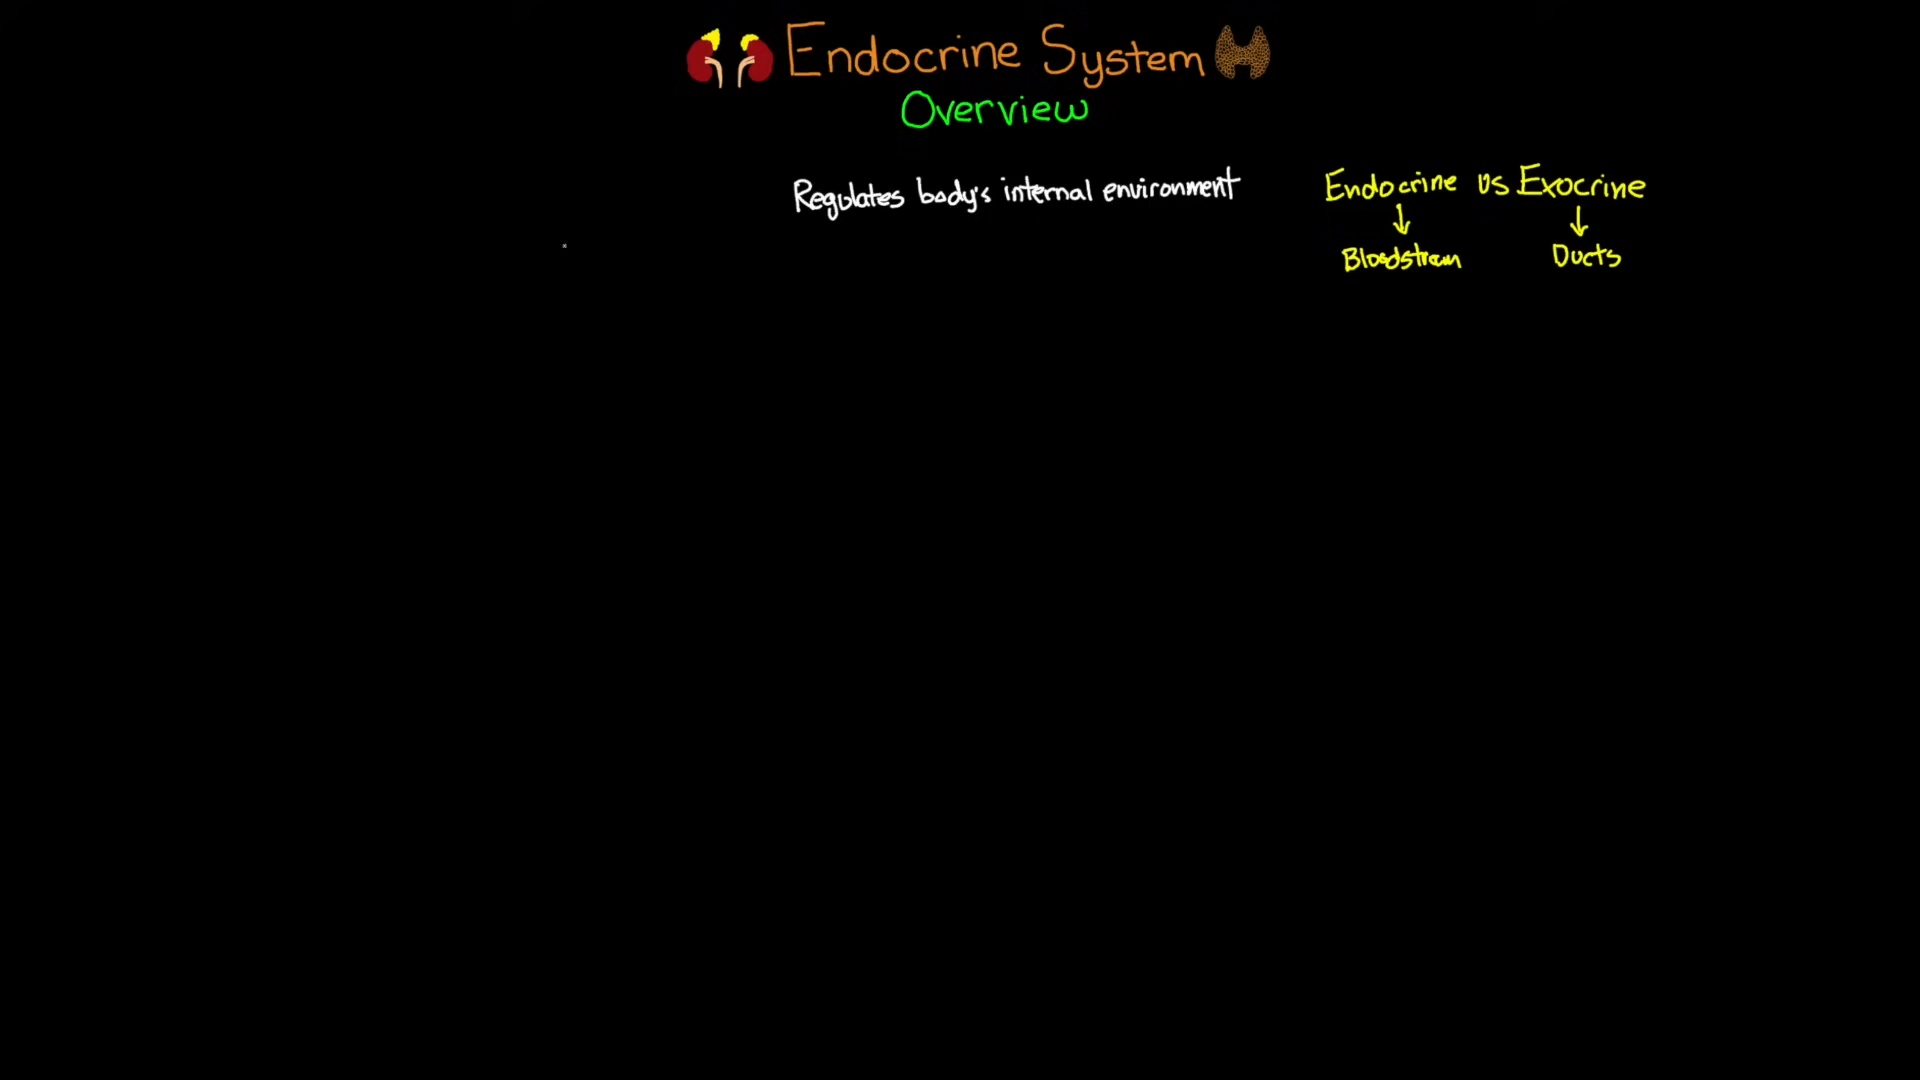 Endocrine System
Overview
Regulates body's internal environment
Endocrine vs Exocrine
Bloodstream
Ducts